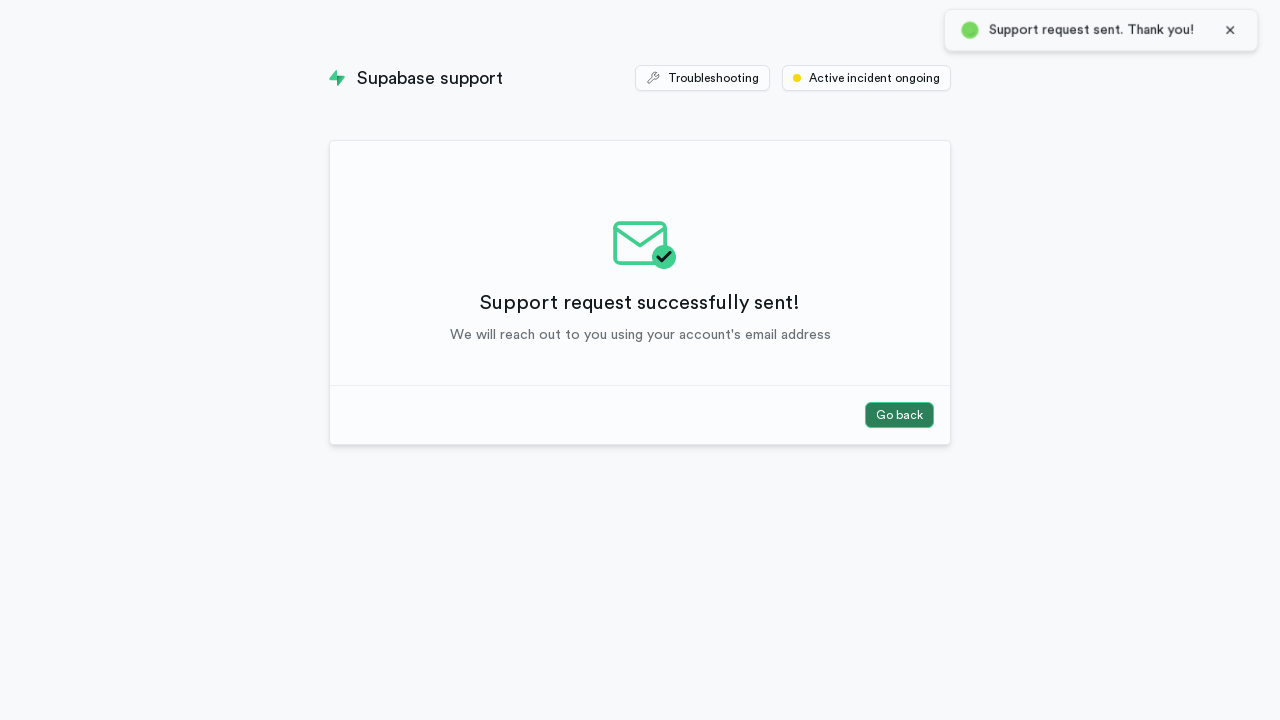 Support request sent. Thank you!
Supabase support
Troubleshooting
Active incident ongoing
Support request successfully sent!
We will reach out to you using your account's email address
Go back